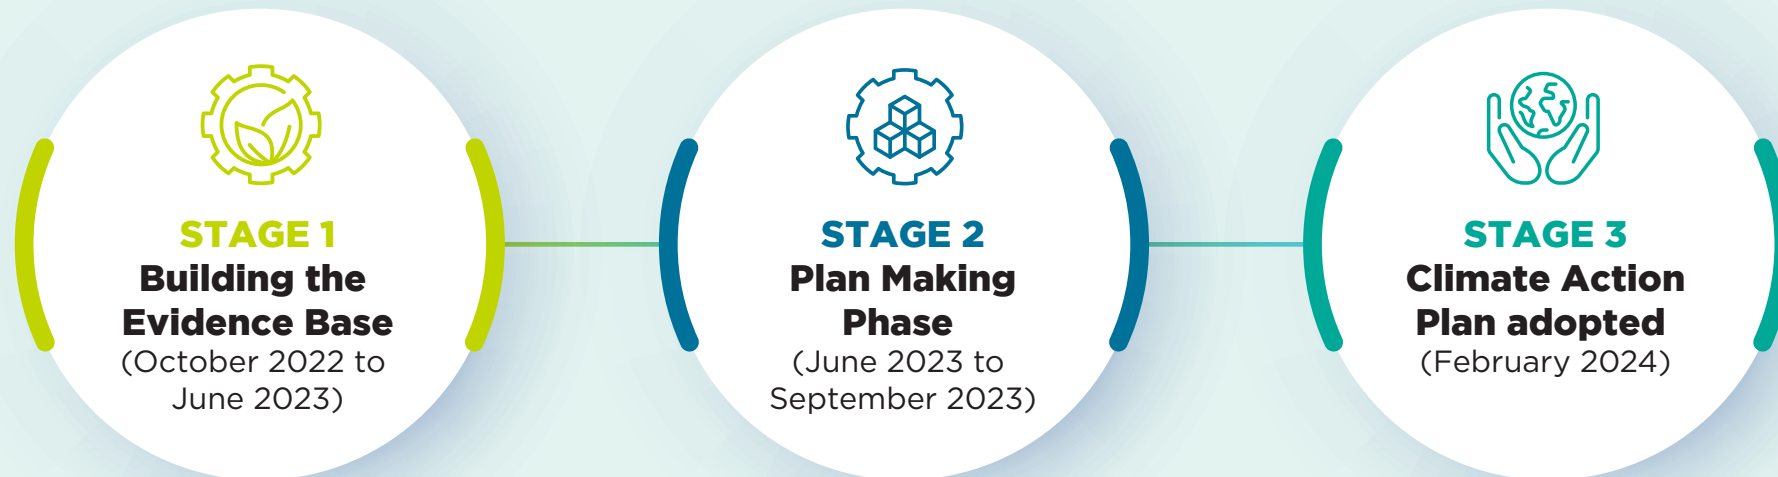 STAGE 1
Building the
Evidence Base
(October 2022 to
June 2023)
STAGE 2
Plan Making
Phase
(June 2023 to
September 2023)
STAGE 3
Climate Action
Plan adopted
(February 2024)